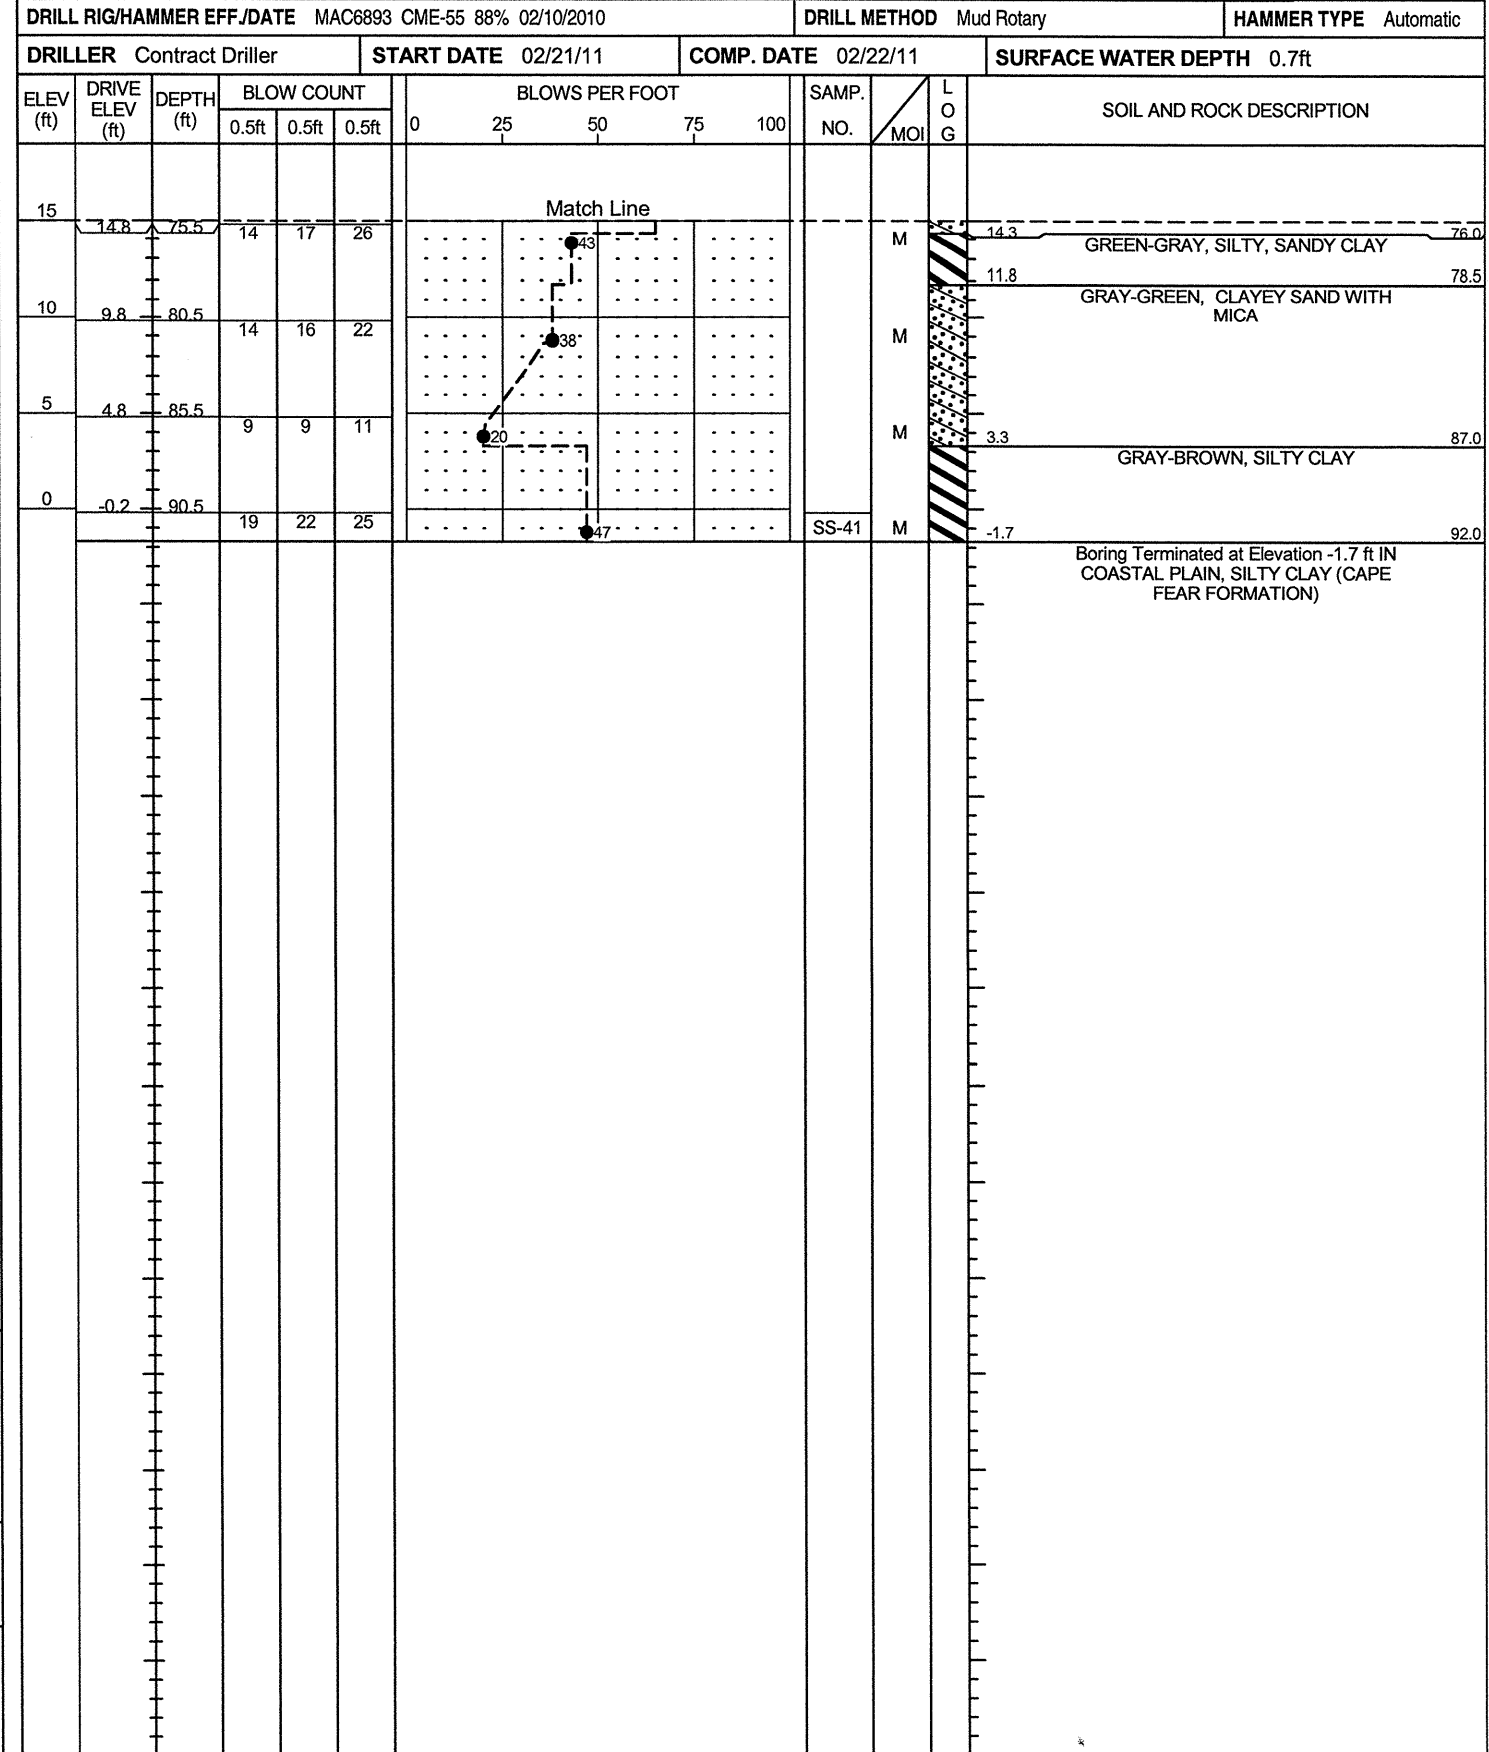 DRILL RIG/HAMMER EFF./DATE MAC6893 CME-55 88% 02/10/2010 DRILL METHOD Mud Rotary HAMMER TYPE Automatic
DRILLER Contract Driller START DATE 02/21/11 COMP. DATE 02/22/11 SURFACE WATER DEPTH 0.7ft
ELEV (ft) DRIVE ELEV (ft) DEPTH (ft) BLOW COUNT BLOWS PER FOOT SAMP. NO. MOI LOG SOIL AND ROCK DESCRIPTION
0.5ft 0.5ft 0.5ft 0 25 50 75 100
15 Match Line
14.8 75.5 14 17 26 43 M 14.3 76.0
GREEN-GRAY, SILTY, SANDY CLAY
11.8 78.5
GRAY-GREEN, CLAYEY SAND WITH
MICA
10 9.8 80.5 14 16 22 38 M
5 4.8 85.5 9 9 11 20 M 3.3 87.0
GRAY-BROWN, SILTY CLAY
0 -0.2 90.5 19 22 25 47 SS-41 M -1.7 92.0
Boring Terminated at Elevation -1.7 ft IN
COASTAL PLAIN, SILTY CLAY (CAPE
FEAR FORMATION)